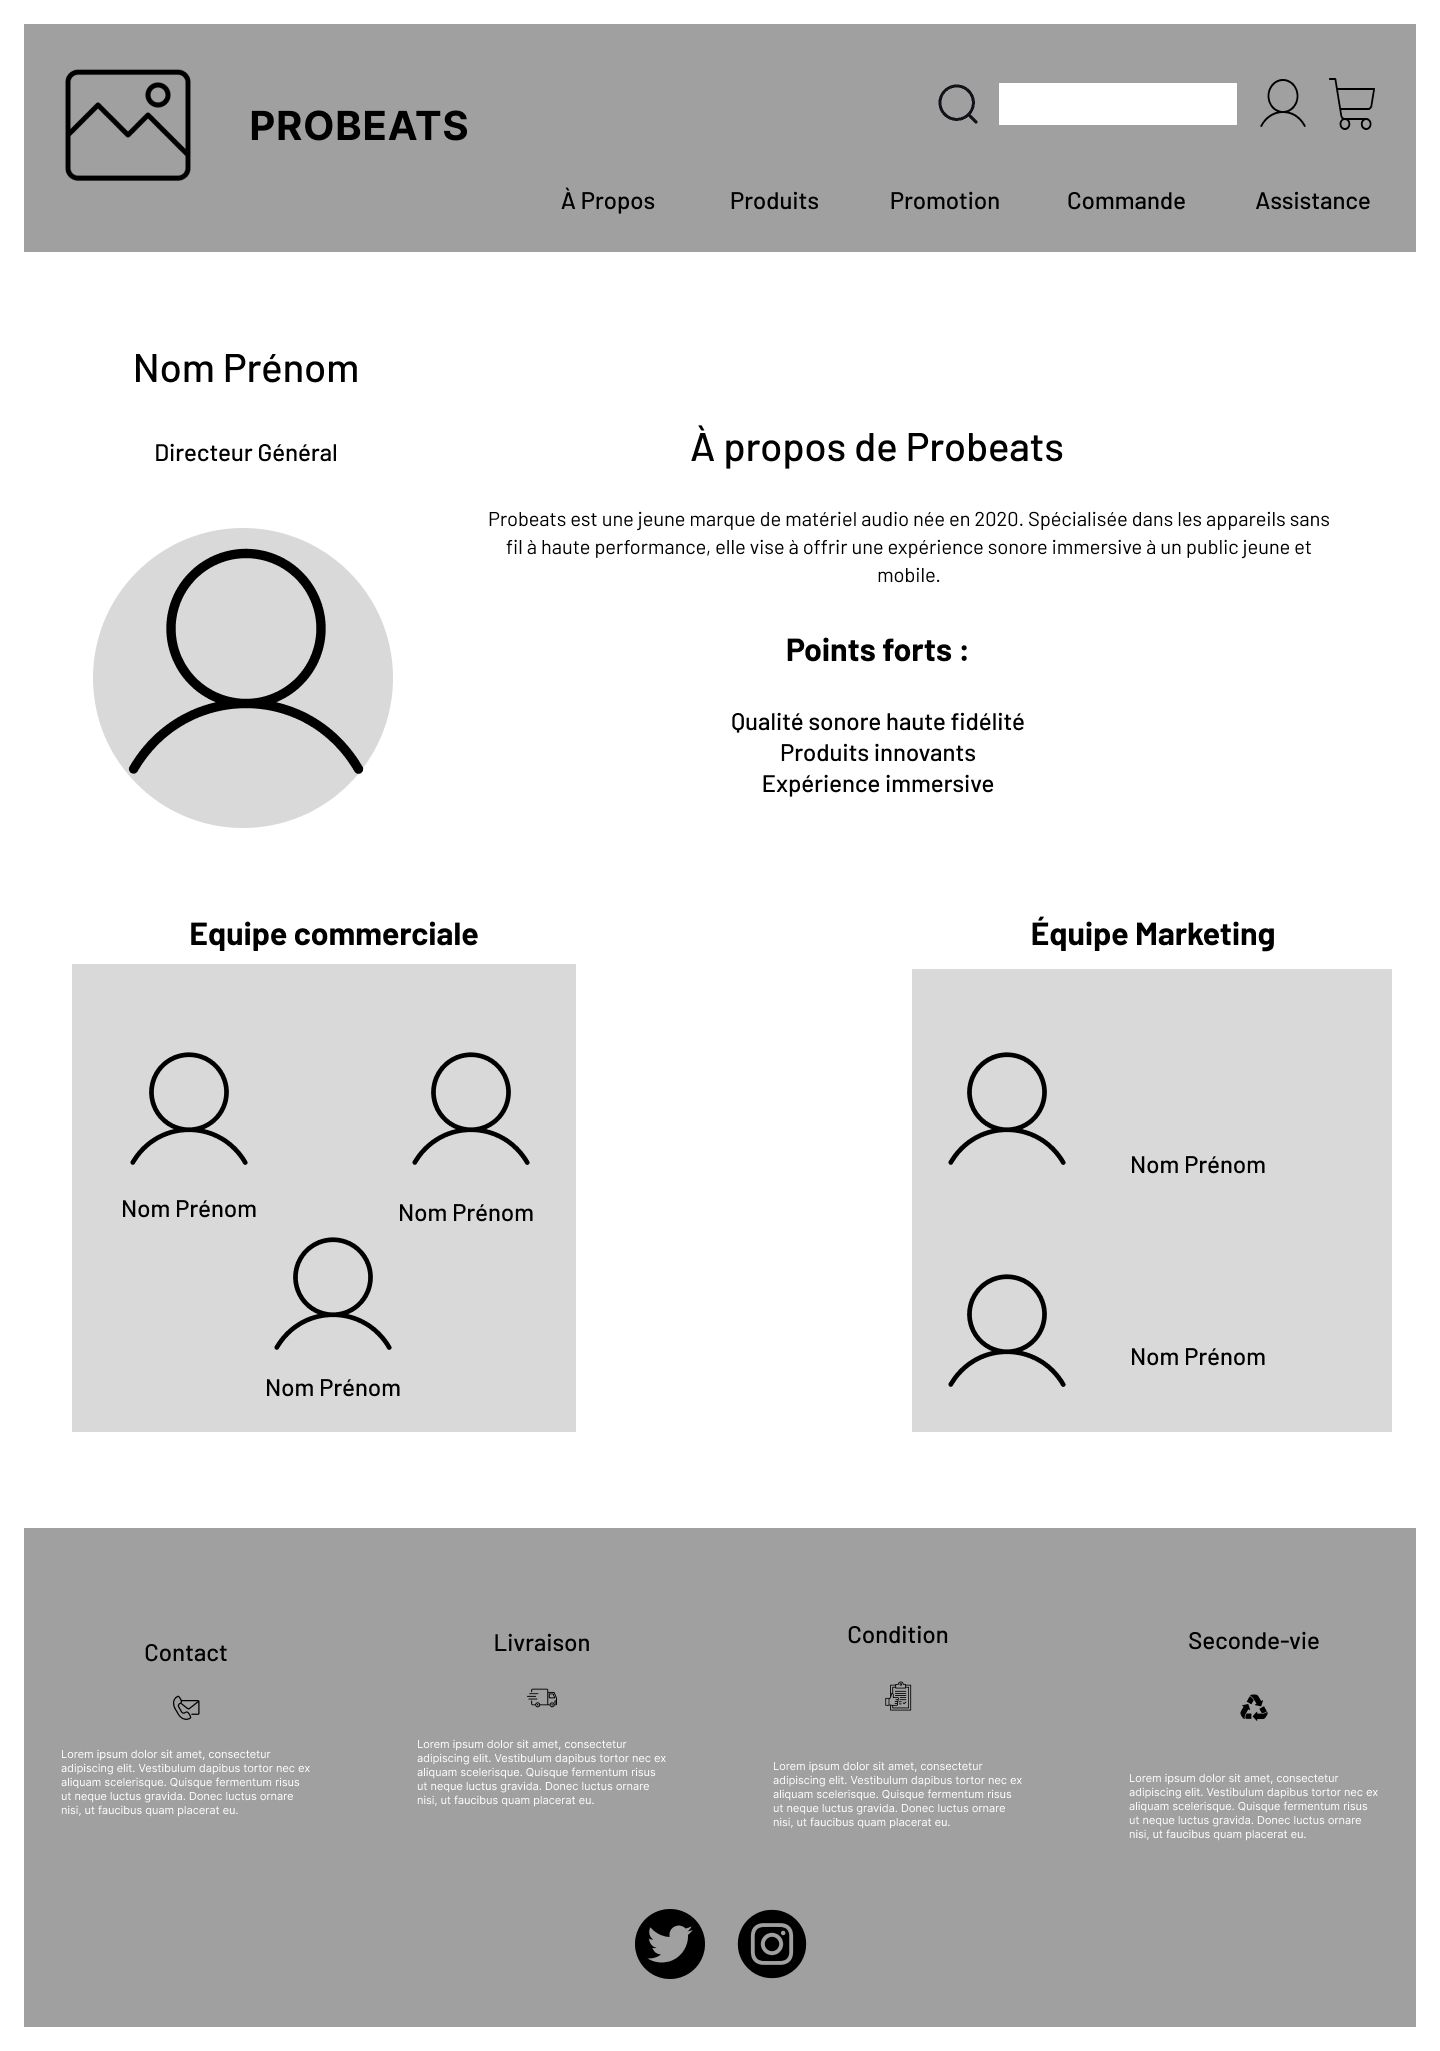 PROBEATS
À Propos
Produits
Promotion
Commande
Assistance
Nom Prénom
Directeur Général
À propos de Probeats
Probeats est une jeune marque de matériel audio née en 2020. Spécialisée dans les appareils sans
fil à haute performance, elle vise à offrir une expérience sonore immersive à un public jeune et
mobile.
Points forts :
Qualité sonore haute fidélité
Produits innovants
Expérience immersive
Equipe commerciale
Nom Prénom
Nom Prénom
Nom Prénom
Équipe Marketing
Nom Prénom
Nom Prénom
Contact
Lorem ipsum dolor sit amet, consectetur
adipiscing elit. Vestibulum dapibus tortor nec ex
aliquam scelerisque. Quisque fermentum risus
ut neque luctus gravida. Donec luctus ornare
nisi, ut faucibus quam placerat eu.
Livraison
Lorem ipsum dolor sit amet, consectetur
adipiscing elit. Vestibulum dapibus tortor nec ex
aliquam scelerisque. Quisque fermentum risus
ut neque luctus gravida. Donec luctus ornare
nisi, ut faucibus quam placerat eu.
Condition
Lorem ipsum dolor sit amet, consectetur
adipiscing elit. Vestibulum dapibus tortor nec ex
aliquam scelerisque. Quisque fermentum risus
ut neque luctus gravida. Donec luctus ornare
nisi, ut faucibus quam placerat eu.
Seconde-vie
Lorem ipsum dolor sit amet, consectetur
adipiscing elit. Vestibulum dapibus tortor nec ex
aliquam scelerisque. Quisque fermentum risus
ut neque luctus gravida. Donec luctus ornare
nisi, ut faucibus quam placerat eu.